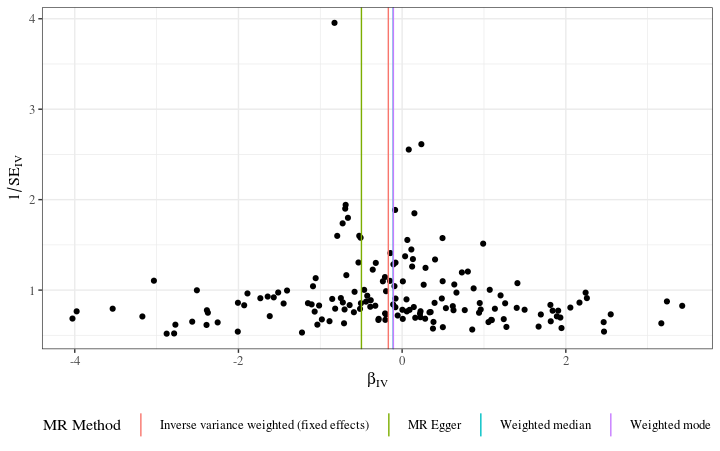 4
3
2
1
1/SE_IV
-4
-2
0
2
β_IV
MR Method
Inverse variance weighted (fixed effects)
MR Egger
Weighted median
Weighted mode